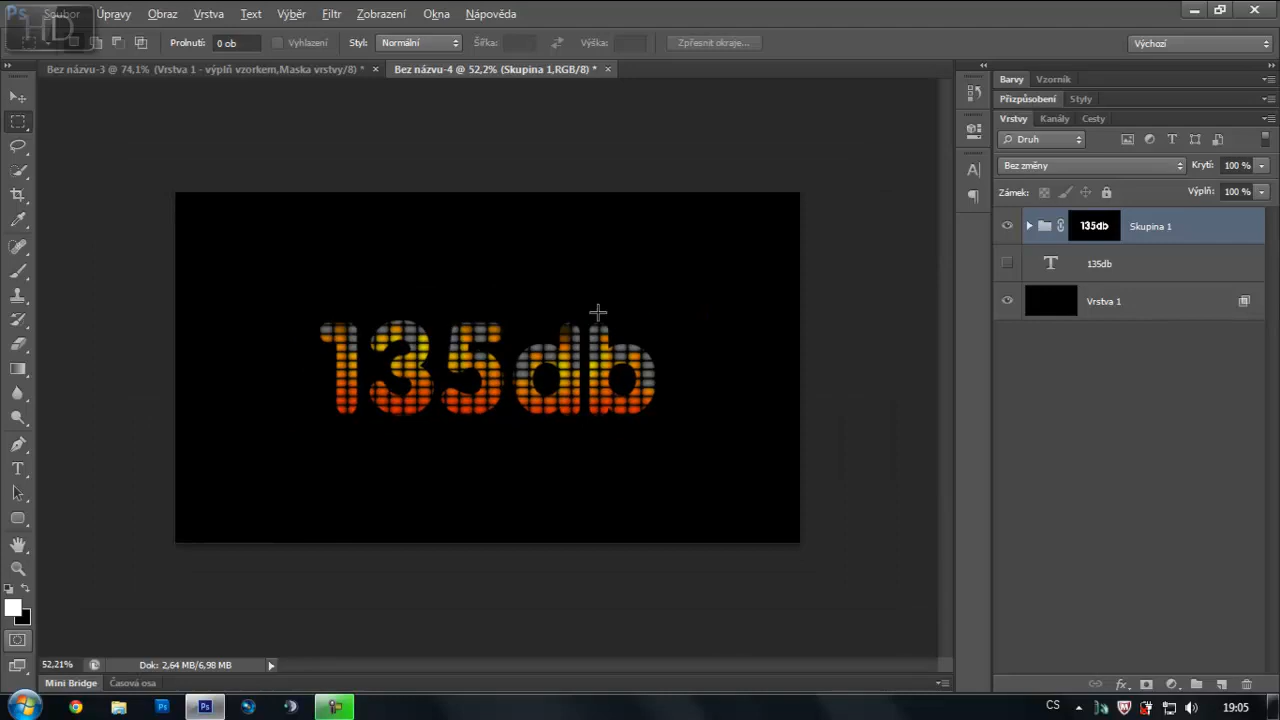 Ps Soubor Úpravy Obraz Vrstva Text Výběr Filtr Zobrazení Okna Nápověda
HD
Prolnutí: 0 ob Vyhlazení Styl: Normální Šířka: Výška: Zpřesnit okraje... Výchozí
Bez názvu-3 @ 74,1% (Vrstva 1 - výplň vzorkem,Maska vrstvy/8) * × Bez názvu-4 @ 52,2% (Skupina 1,RGB/8) * ×
Barvy Vzorník
Přizpůsobení Styly
Vrstvy Kanály Cesty
Druh
Bez změny Krytí: 100 %
Zámek: Výplň: 100 %
135db Skupina 1
T 135db
Vrstva 1
135db
52,21% Dok: 2,64 MB/6,98 MB
Mini Bridge Časová osa
CS 19:05